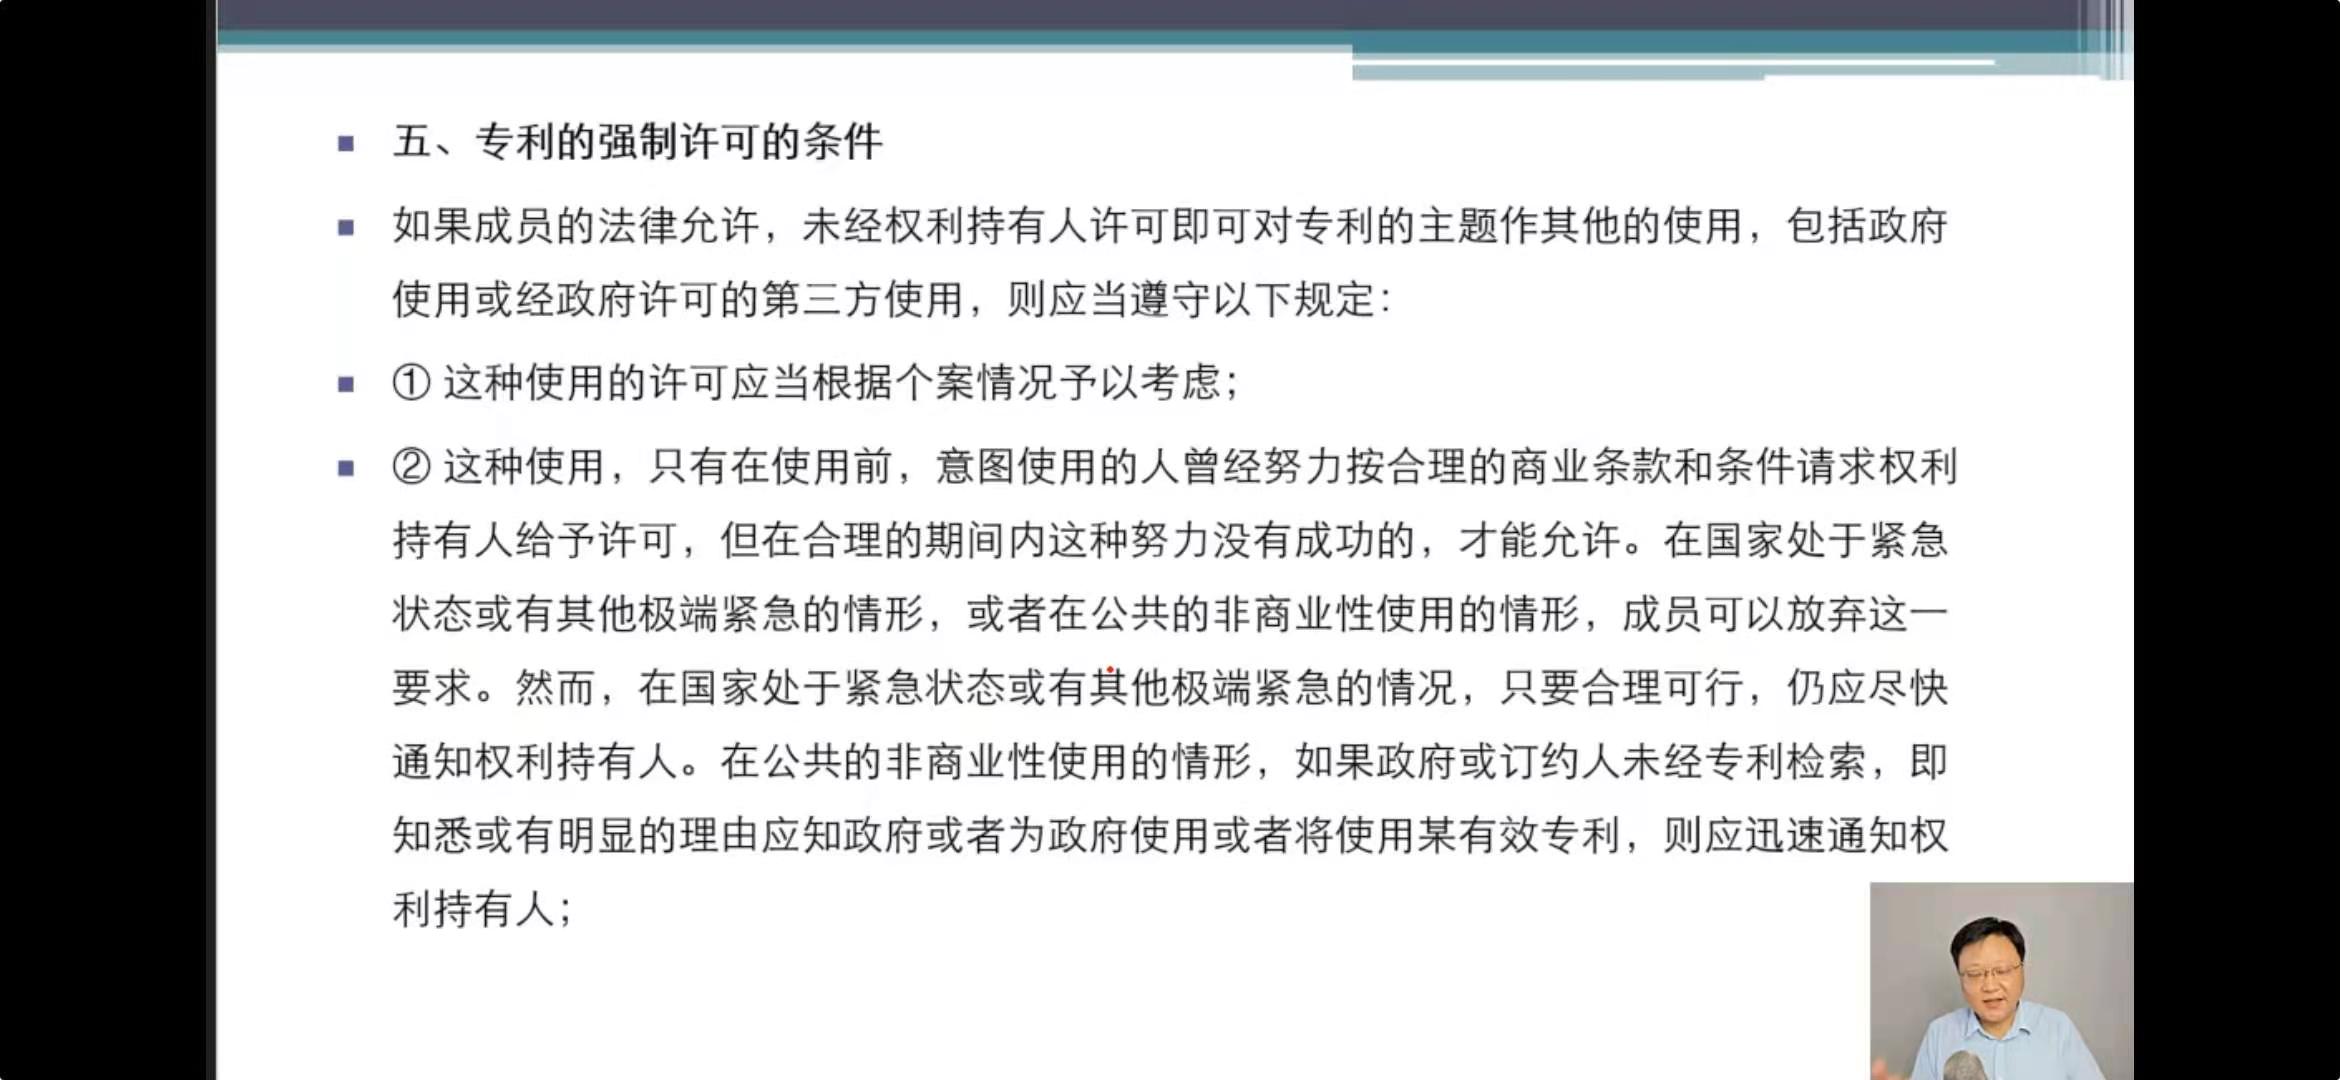 五、专利的强制许可的条件
如果成员的法律允许，未经权利持有人许可即可对专利的主题作其他的使用，包括政府
使用或经政府许可的第三方使用，则应当遵守以下规定：
① 这种使用的许可应当根据个案情况予以考虑；
② 这种使用，只有在使用前，意图使用的人曾经努力按合理的商业条款和条件请求权利
持有人给予许可，但在合理的期间内这种努力没有成功的，才能允许。在国家处于紧急
状态或有其他极端紧急的情形，或者在公共的非商业性使用的情形，成员可以放弃这一
要求。然而，在国家处于紧急状态或有其他极端紧急的情况，只要合理可行，仍应尽快
通知权利持有人。在公共的非商业性使用的情形，如果政府或订约人未经专利检索，即
知悉或有明显的理由应知政府或者为政府使用或者将使用某有效专利，则应迅速通知权
利持有人；